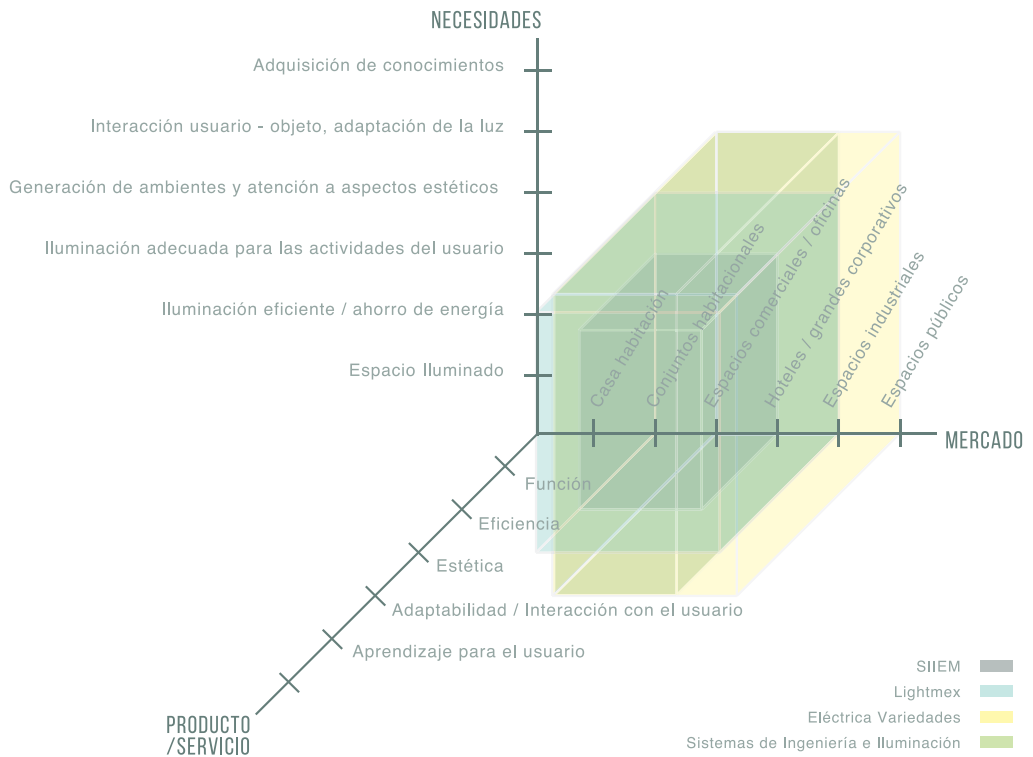 NECESIDADES
Adquisición de conocimientos
Interacción usuario - objeto, adaptación de la luz
Generación de ambientes y atención a aspectos estéticos
Iluminación adecuada para las actividades del usuario
Iluminación eficiente / ahorro de energía
Espacio Iluminado
Casa habitación
Conjuntos habitacionales
Espacios comerciales / oficinas
Hoteles / grandes corporativos
Espacios industriales
Espacios públicos
MERCADO
Función
Eficiencia
Estética
Adaptabilidad / Interacción con el usuario
Aprendizaje para el usuario
PRODUCTO
/SERVICIO
SIIEM
Lightmex
Eléctrica Variedades
Sistemas de Ingeniería e Iluminación